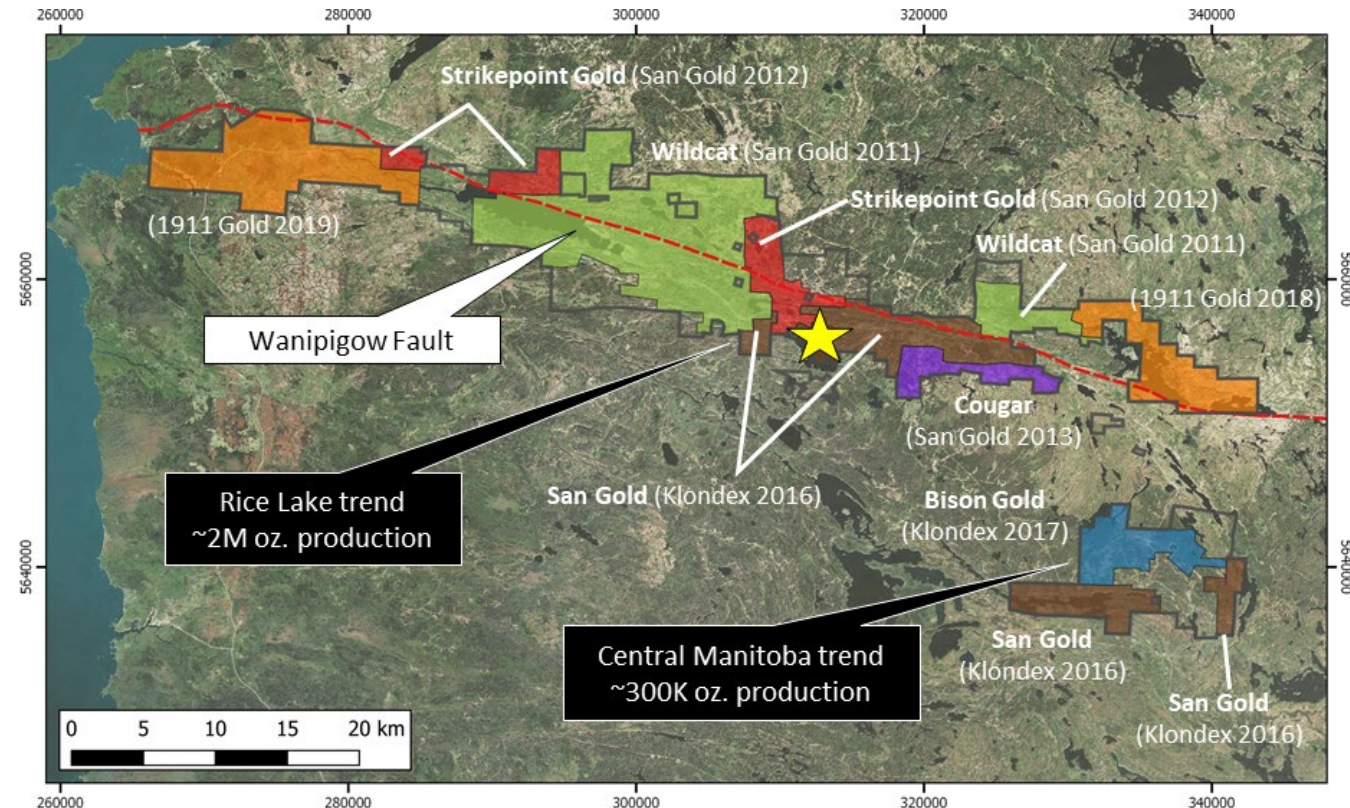 260000
280000
300000
320000
340000
Strikepoint Gold (San Gold 2012)
Wildcat (San Gold 2011)
Strikepoint Gold (San Gold 2012)
(1911 Gold 2019)
Wildcat (San Gold 2011)
5660000
5660000
(1911 Gold 2018)
Wanipigow Fault
Cougar
(San Gold 2013)
Rice Lake trend
~2M oz. production
San Gold (Klondex 2016)
Bison Gold
(Klondex 2017)
5640000
5640000
Central Manitoba trend
~300K oz. production
San Gold
(Klondex 2016)
San Gold
(Klondex 2016)
0 5 10 15 20 km
260000
280000
300000
320000
340000